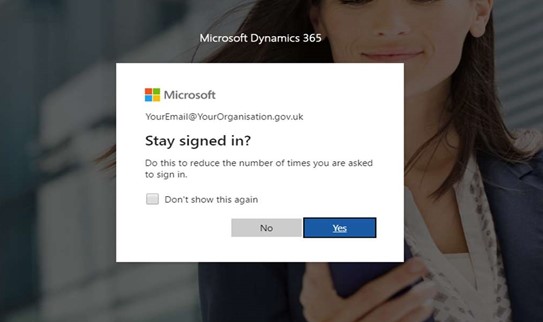 Microsoft Dynamics 365
Microsoft
YourEmail@YourOrganisation.gov.uk
Stay signed in?
Do this to reduce the number of times you are asked
to sign in.
Don't show this again
No
Yes